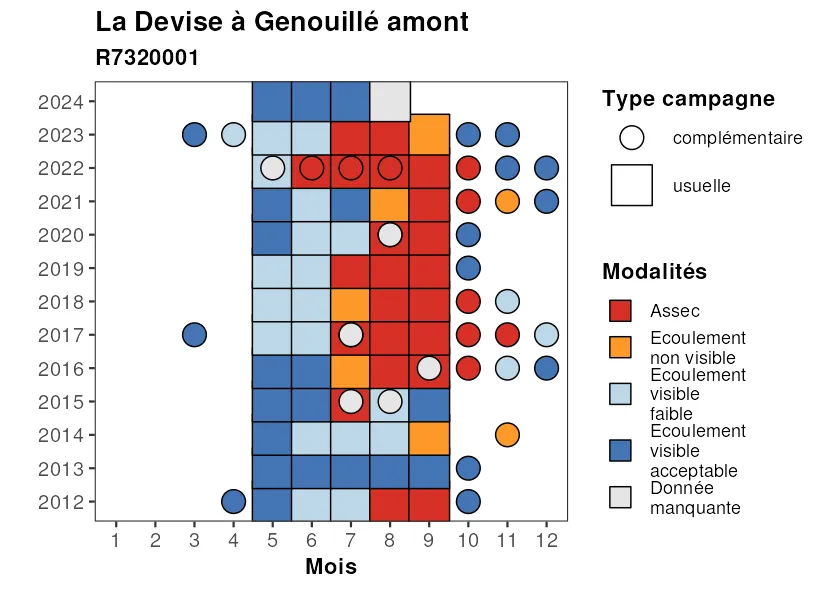 La Devise à Genouillé amont
R7320001
2024
2023
2022
2021
2020
2019
2018
2017
2016
2015
2014
2013
2012
1 2 3 4 5 6 7 8 9 10 11 12
Mois
Type campagne
complémentaire
usuelle
Modalités
Assec
Ecoulement
non visible
Ecoulement
visible
faible
Ecoulement
visible
acceptable
Donnée
manquante